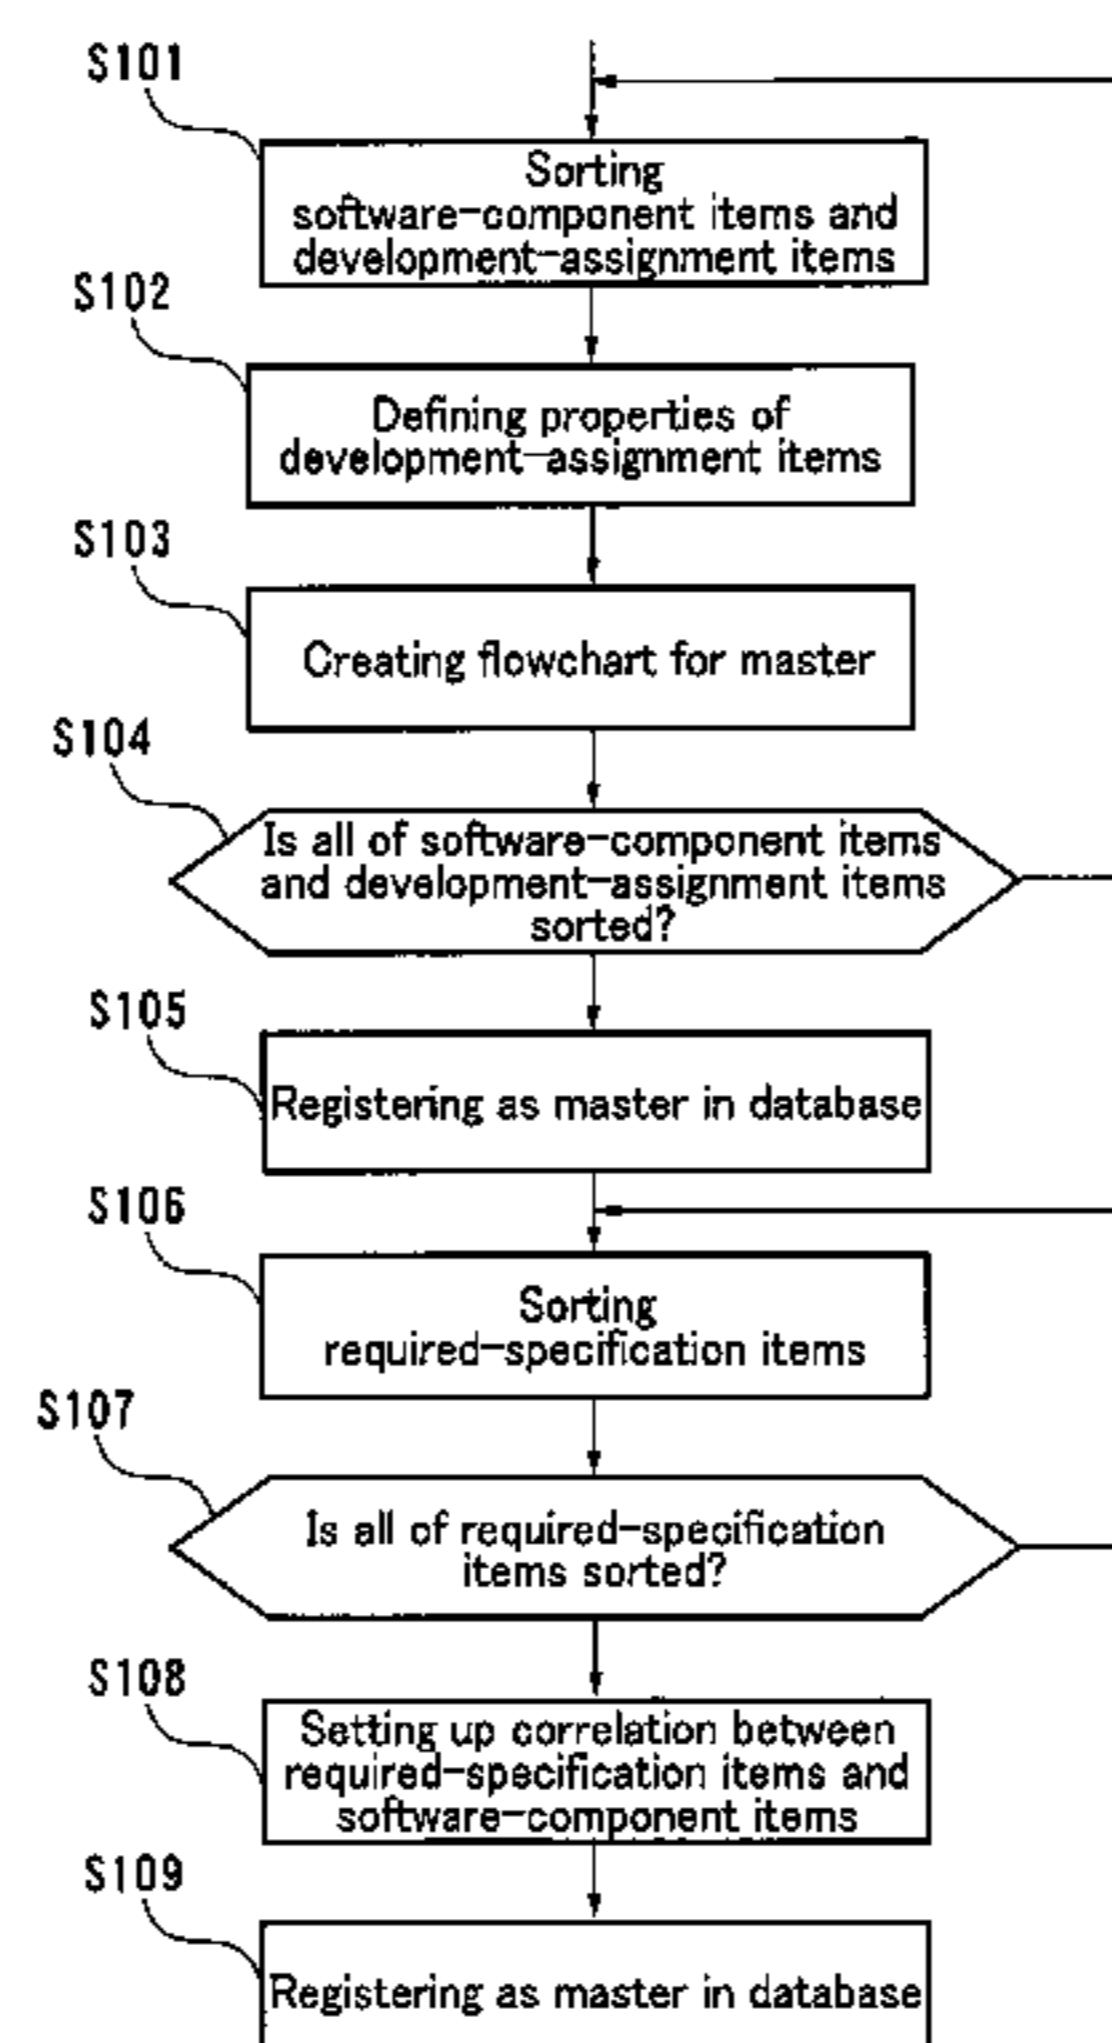 S101
Sorting
software-component items and
development-assignment items
S102
Defining properties of
development-assignment items
S103
Creating flowchart for master
S104
Is all of software-component items
and development-assignment items
sorted?
S105
Registering as master in database
S106
Sorting
required-specification items
S107
Is all of required-specification
items sorted?
S108
Setting up correlation between
required-specification items and
software-component items
S109
Registering as master in database